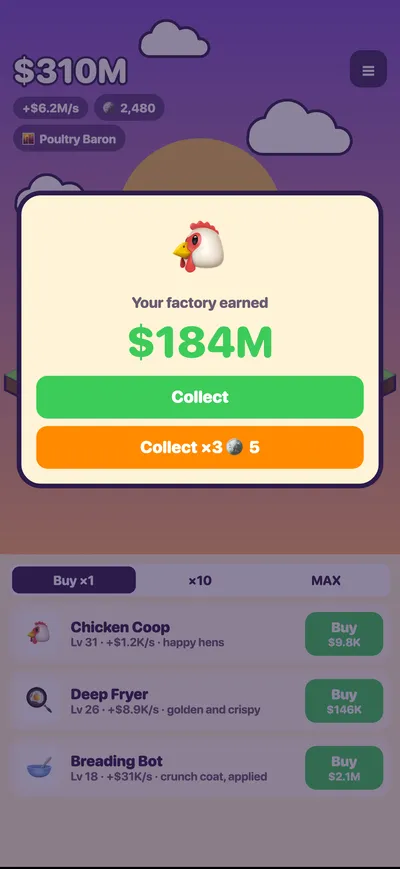 $310M
+$6.2M/s
2,480
Poultry Baron
Your factory earned
$184M
Collect
Collect ×3 5
Buy ×1
×10
MAX
Chicken Coop
Lv 31 · +$1.2K/s · happy hens
Buy
$9.8K
Deep Fryer
Lv 26 · +$8.9K/s · golden and crispy
Buy
$146K
Breading Bot
Lv 18 · +$31K/s · crunch coat, applied
Buy
$2.1M